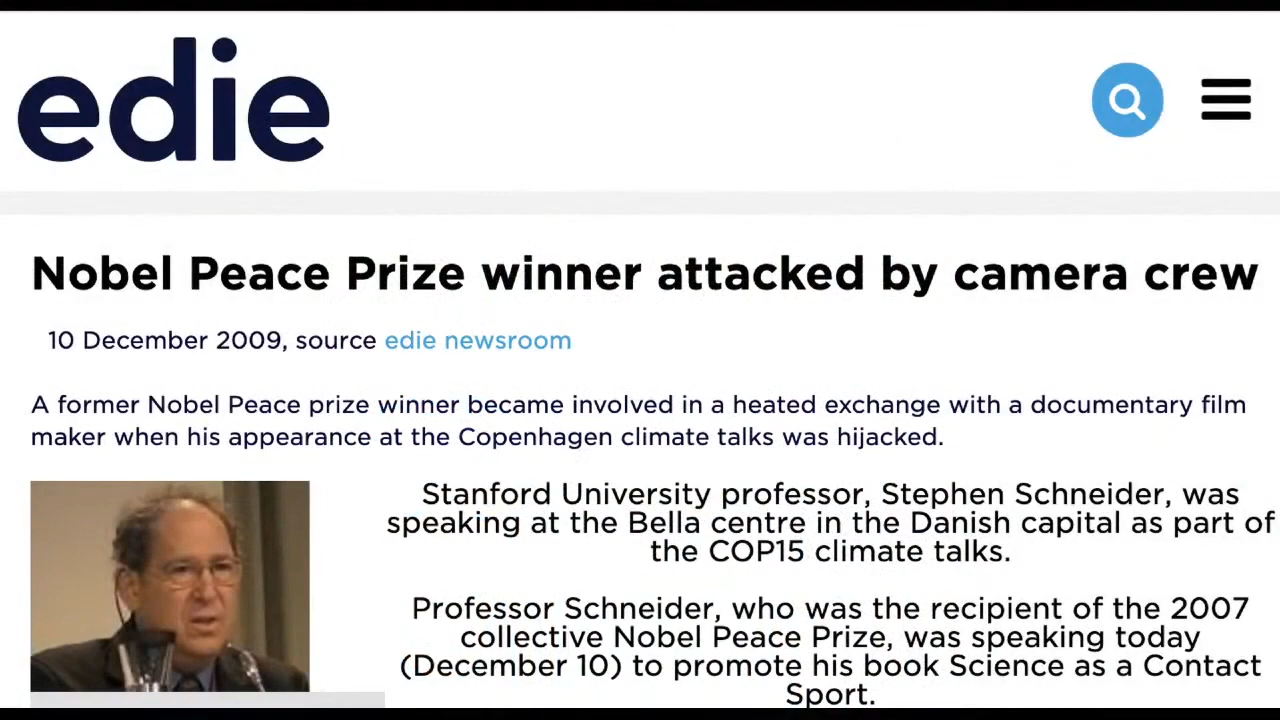 edie
Nobel Peace Prize winner attacked by camera crew
10 December 2009, source edie newsroom
A former Nobel Peace prize winner became involved in a heated exchange with a documentary film
maker when his appearance at the Copenhagen climate talks was hijacked.
Stanford University professor, Stephen Schneider, was
speaking at the Bella centre in the Danish capital as part of
the COP15 climate talks.
Professor Schneider, who was the recipient of the 2007
collective Nobel Peace Prize, was speaking today
(December 10) to promote his book Science as a Contact
Sport.